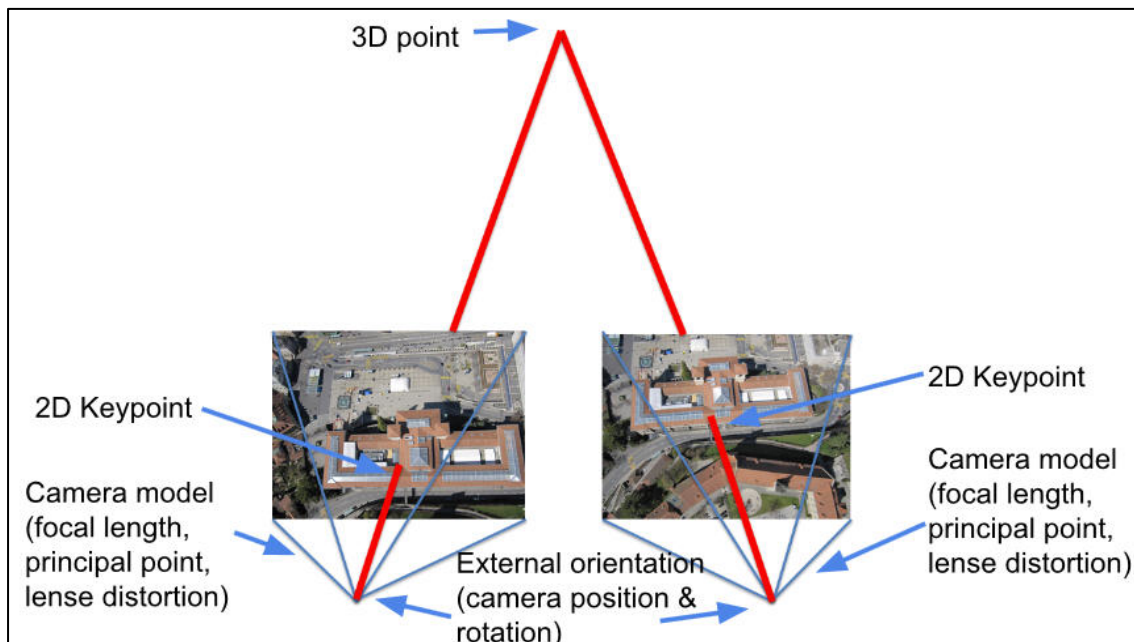 3D point
2D Keypoint
2D Keypoint
Camera model
(focal length,
principal point,
lense distortion)
External orientation
(camera position &
rotation)
Camera model
(focal length,
principal point,
lense distortion)